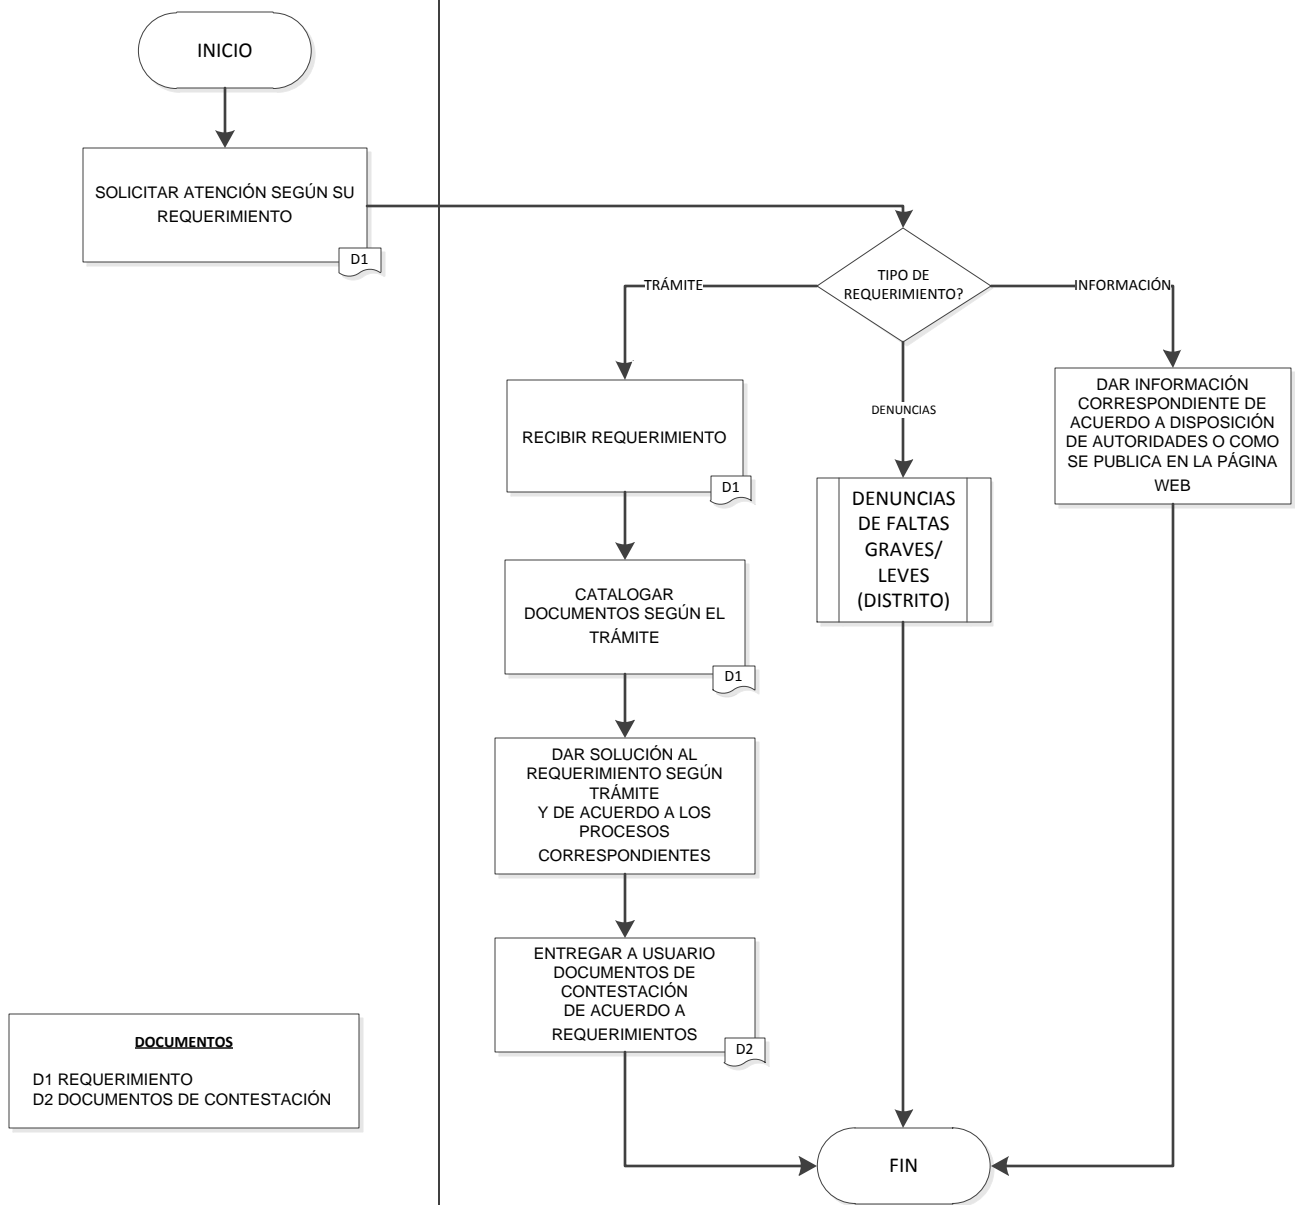 INICIO
SOLICITAR ATENCIÓN SEGÚN SU
REQUERIMIENTO
D1
TIPO DE
REQUERIMIENTO?
TRÁMITE
INFORMACIÓN
DENUNCIAS
RECIBIR REQUERIMIENTO
D1
CATALOGAR
DOCUMENTOS SEGÚN EL
TRÁMITE
D1
DAR SOLUCIÓN AL
REQUERIMIENTO SEGÚN
TRÁMITE
Y DE ACUERDO A LOS
PROCESOS
CORRESPONDIENTES
ENTREGAR A USUARIO
DOCUMENTOS DE
CONTESTACIÓN
DE ACUERDO A
REQUERIMIENTOS
D2
DENUNCIAS
DE FALTAS
GRAVES/
LEVES
(DISTRITO)
DAR INFORMACIÓN
CORRESPONDIENTE DE
ACUERDO A DISPOSICIÓN
DE AUTORIDADES O COMO
SE PUBLICA EN LA PÁGINA
WEB
FIN
DOCUMENTOS
D1 REQUERIMIENTO
D2 DOCUMENTOS DE CONTESTACIÓN